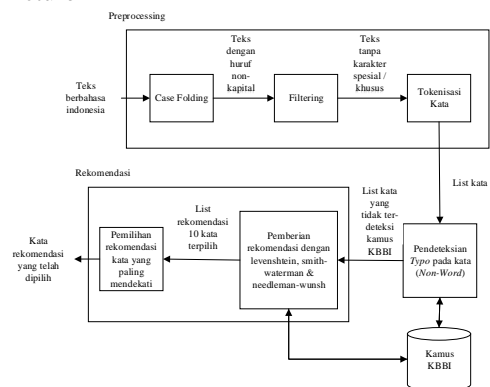 Preprocessing
Teks
berbahasa
indonesia
Case Folding
Teks
dengan
huruf
non-
kapital
Filtering
Teks
tanpa
karakter
spesial /
khusus
Tokenisasi
Kata
List kata
Pendeteksian
Typo pada kata
(Non-Word)
Kamus
KBBI
List kata
yang
tidak ter-
deteksi
kamus
KBBI
Rekomendasi
Pemberian
rekomendasi dengan
levenshtein, smith-
waterman &
needleman-wunsh
List
rekomendasi
10 kata
terpilih
Pemilihan
rekomendasi
kata yang
paling
mendekati
Kata
rekomendasi
yang telah
dipilih